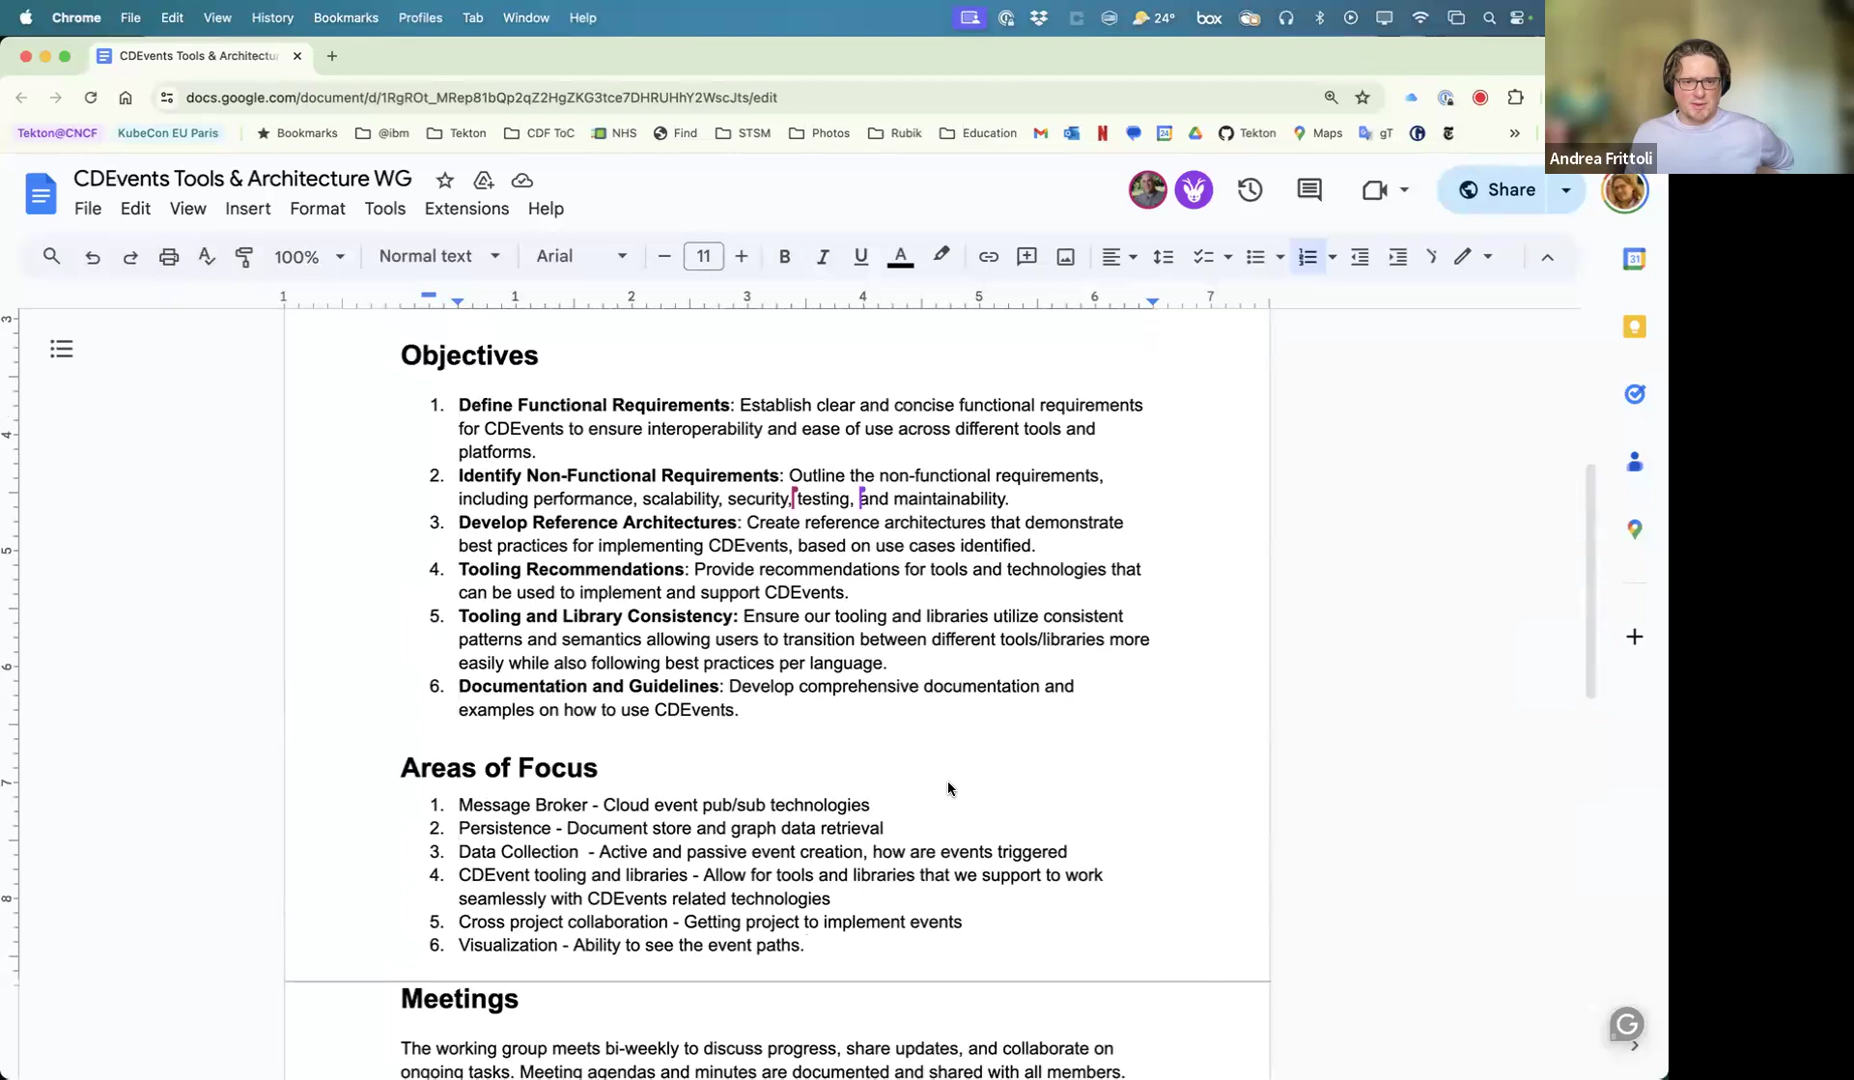 Chrome File Edit View History Bookmarks Profiles Tab Window Help
24° box
CDEvents Tools & Architectu
docs.google.com/document/d/1RgROt_MRep81bQp2qZ2HgZKG3tce7DHRUHhY2WscJts/edit
Tekton@CNCF KubeCon EU Paris Bookmarks @ibm Tekton CDF ToC NHS Find STSM Photos Rubik Education Tekton Maps gT
Andrea Frittoli
CDEvents Tools & Architecture WG
Share
File Edit View Insert Format Tools Extensions Help
100% Normal text Arial 11
1 1 2 3 4 5 6 7
Objectives
1. Define Functional Requirements: Establish clear and concise functional requirements
for CDEvents to ensure interoperability and ease of use across different tools and
platforms.
2. Identify Non-Functional Requirements: Outline the non-functional requirements,
including performance, scalability, security, testing, and maintainability.
3. Develop Reference Architectures: Create reference architectures that demonstrate
best practices for implementing CDEvents, based on use cases identified.
4. Tooling Recommendations: Provide recommendations for tools and technologies that
can be used to implement and support CDEvents.
5. Tooling and Library Consistency: Ensure our tooling and libraries utilize consistent
patterns and semantics allowing users to transition between different tools/libraries more
easily while also following best practices per language.
6. Documentation and Guidelines: Develop comprehensive documentation and
examples on how to use CDEvents.
Areas of Focus
1. Message Broker - Cloud event pub/sub technologies
2. Persistence - Document store and graph data retrieval
3. Data Collection - Active and passive event creation, how are events triggered
4. CDEvent tooling and libraries - Allow for tools and libraries that we support to work
seamlessly with CDEvents related technologies
5. Cross project collaboration - Getting project to implement events
6. Visualization - Ability to see the event paths.
Meetings
The working group meets bi-weekly to discuss progress, share updates, and collaborate on
ongoing tasks. Meeting agendas and minutes are documented and shared with all members.